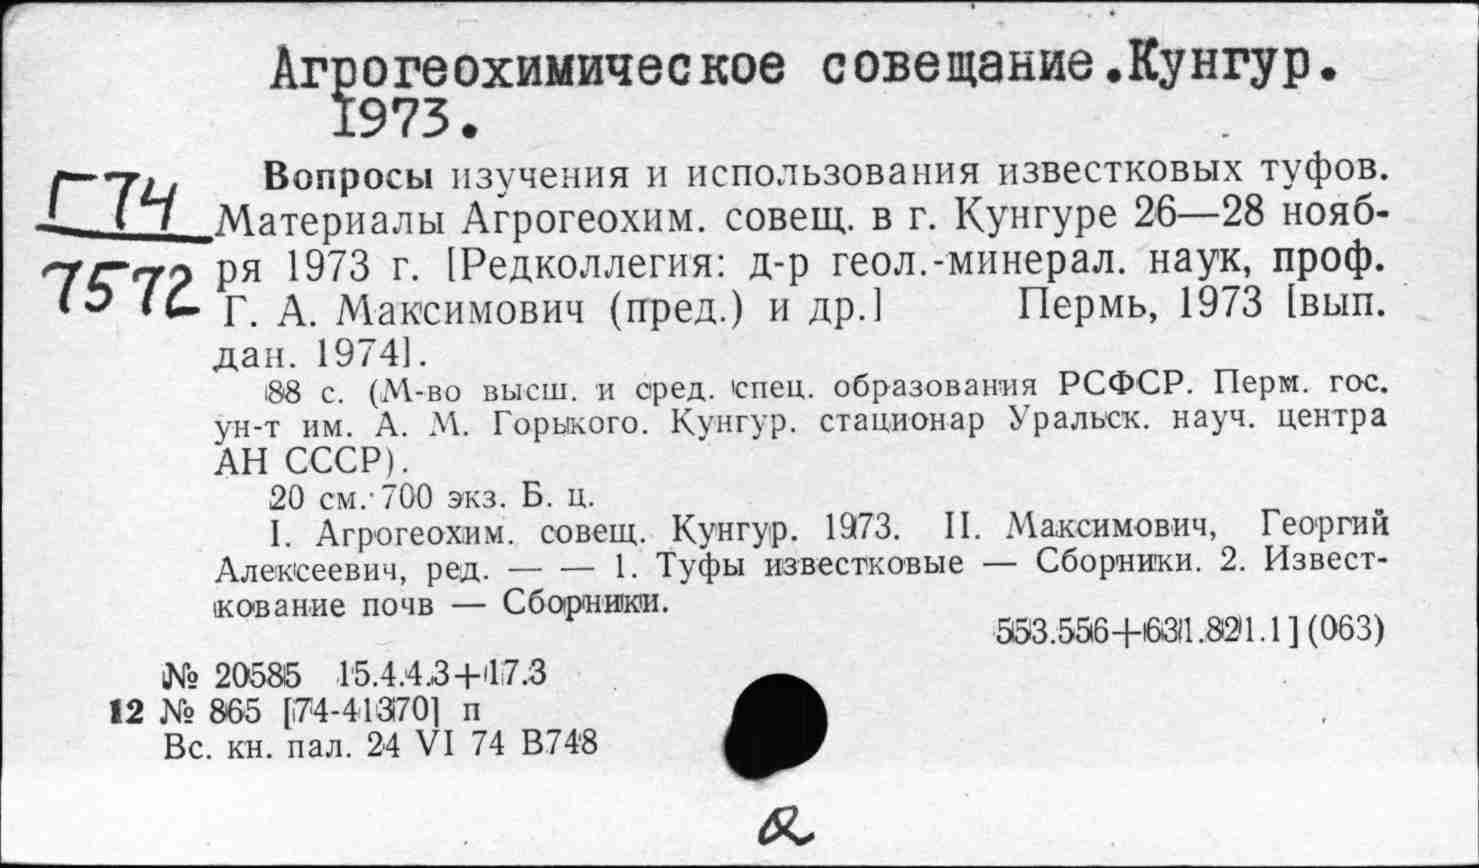 Агрогеохимическое совещание.Кунгур.
1973.
Вопросы изучения и использования известковых туфов.
Г74
Материалы Агрогеохим. совещ. в г. Кунгуре 26—28 нояб-
7572
ря 1973 г. [Редколлегия: д-р геол.-минерал. наук, проф.
Г. А. Максимович (пред.) и др.] Пермь, 1973 [вып.
дан. 1974].
88 с. (М-во высш. и сред. спец. образования РСФСР. Перм. гос.
ун-т им. А. М. Горького. Кунгур. стационар Уральск. науч. центра
АН СССР).
20 см. 700 экз. Б. ц.
I. Агрогеохим. совещ. Кунгур. 1973. II. Максимович, Георгий
Алексеевич, ред. — — 1. Туфы известковые — Сборники. 2. Извест-
кование почв — Сборники.
553.556+631.821.1](063)
№ 20585 15.4.4.3+17.3
12 № 865 [74-41370] п
Вс. кн. пал. 24 VI 74 В748